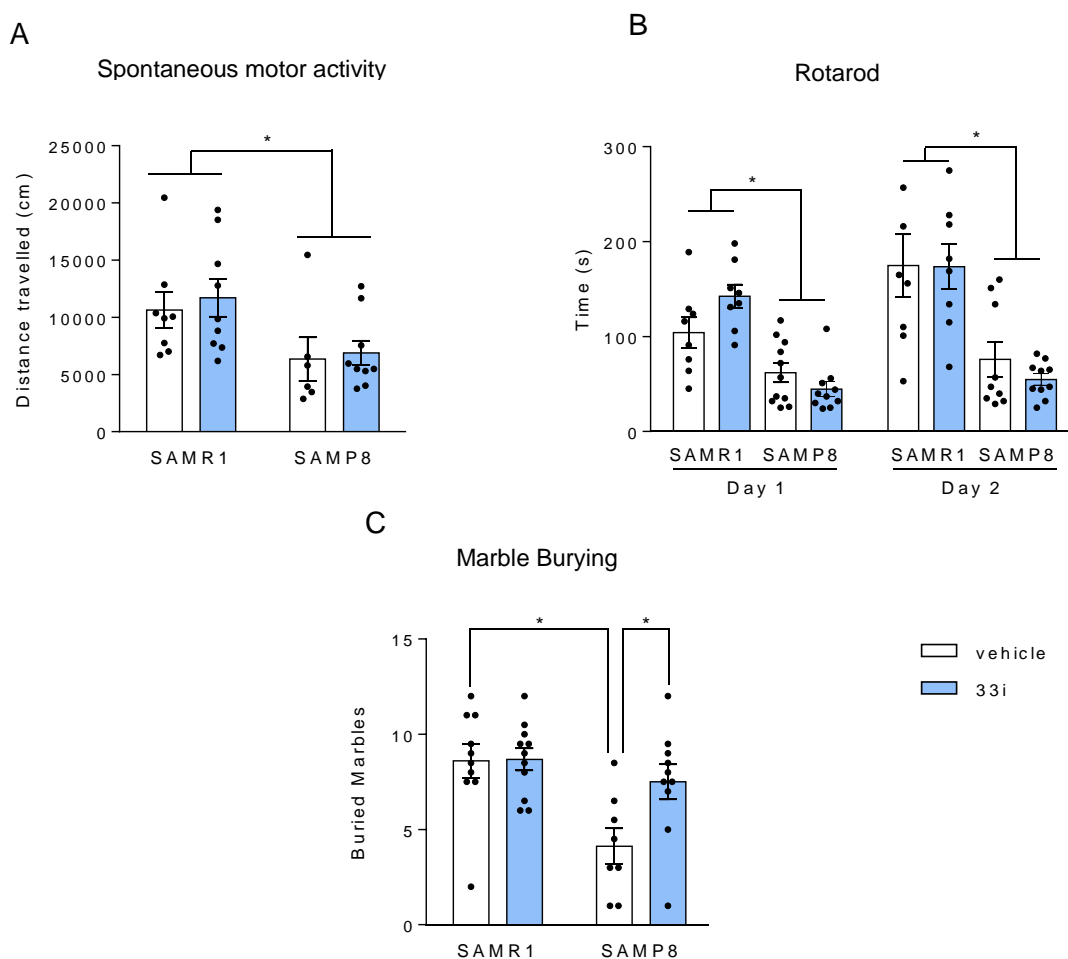 A
Spontaneous motor activity
*
Distance travelled (cm)
25000
20000
15000
10000
5000
0
SAMR1 SAMP8
B
Rotarod
*
*
Time (s)
300
200
100
0
SAMR1 SAMP8 SAMR1 SAMP8
Day 1 Day 2
C
Marble Burying
*
*
Buried Marbles
15
10
5
0
SAMR1 SAMP8
vehicle
33i